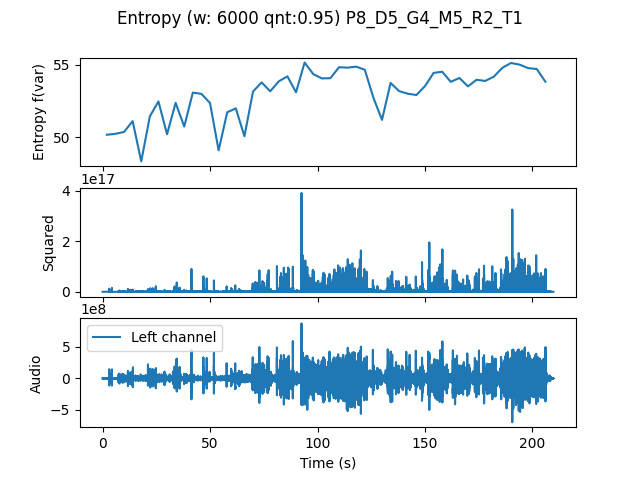 Entropy (w: 6000 qnt:0.95) P8_D5_G4_M5_R2_T1
55
50
Entropy f(var)
1e17
4
2
0
Squared
1e8
Left channel
5
0
−5
Audio
0
50
100
150
200
Time (s)